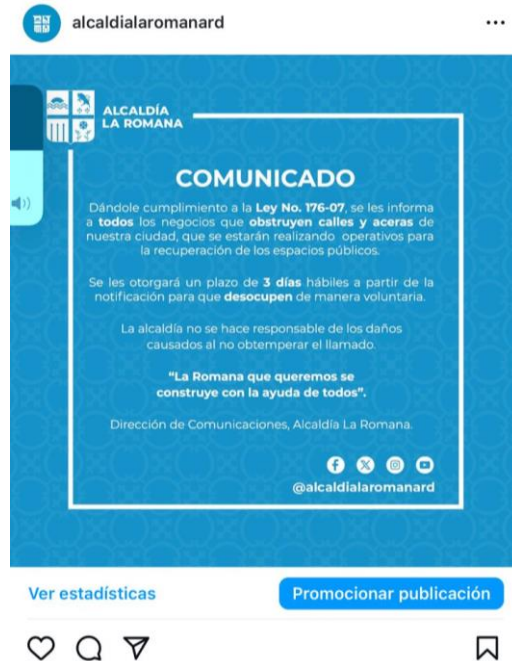 alcaldialaromanard
ALCALDÍA
LA ROMANA
COMUNICADO
Dándole cumplimiento a la Ley No. 176-07, se les informa
a todos los negocios que obstruyen calles y aceras de
nuestra ciudad, que se estarán realizando operativos para
la recuperación de los espacios públicos.
Se les otorgará un plazo de 3 días hábiles a partir de la
notificación para que desocupen de manera voluntaria.
La alcaldía no se hace responsable de los daños
causados al no obtemperar el llamado.
“La Romana que queremos se
construye con la ayuda de todos”.
Dirección de Comunicaciones, Alcaldía La Romana.
@alcaldialaromanard
Ver estadísticas
Promocionar publicación